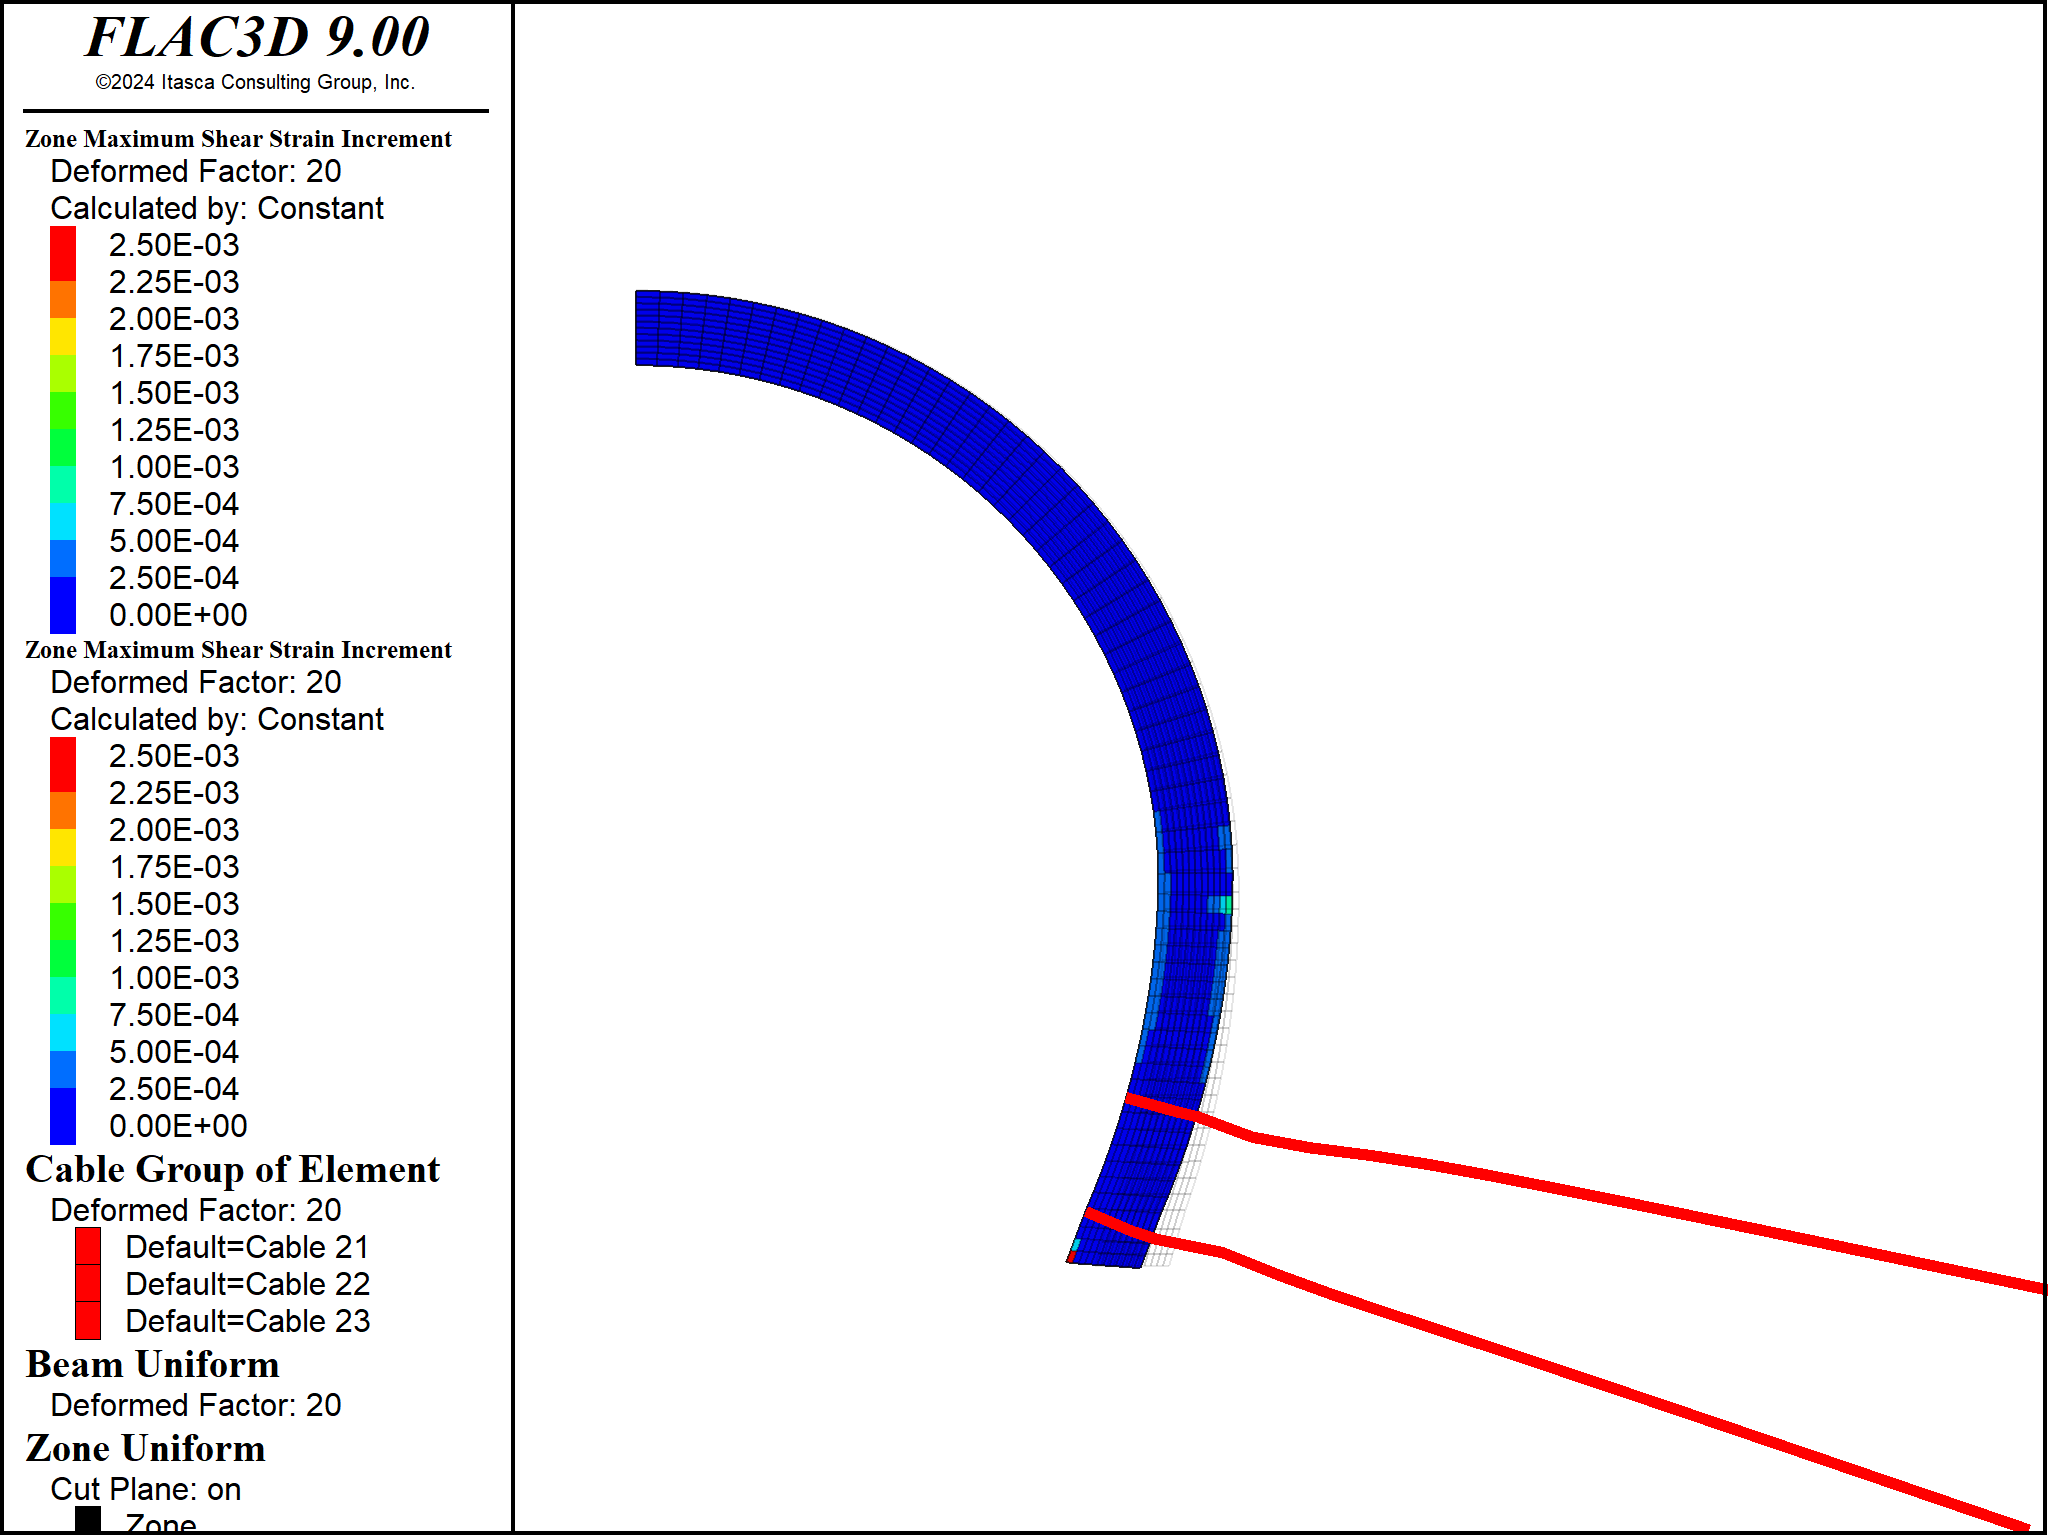 FLAC3D 9.00
©2024 Itasca Consulting Group, Inc.
Zone Maximum Shear Strain Increment
Deformed Factor: 20
Calculated by: Constant
2.50E-03
2.25E-03
2.00E-03
1.75E-03
1.50E-03
1.25E-03
1.00E-03
7.50E-04
5.00E-04
2.50E-04
0.00E+00
Zone Maximum Shear Strain Increment
Deformed Factor: 20
Calculated by: Constant
2.50E-03
2.25E-03
2.00E-03
1.75E-03
1.50E-03
1.25E-03
1.00E-03
7.50E-04
5.00E-04
2.50E-04
0.00E+00
Cable Group of Element
Deformed Factor: 20
Default=Cable 21
Default=Cable 22
Default=Cable 23
Beam Uniform
Deformed Factor: 20
Zone Uniform
Cut Plane: on
Zone